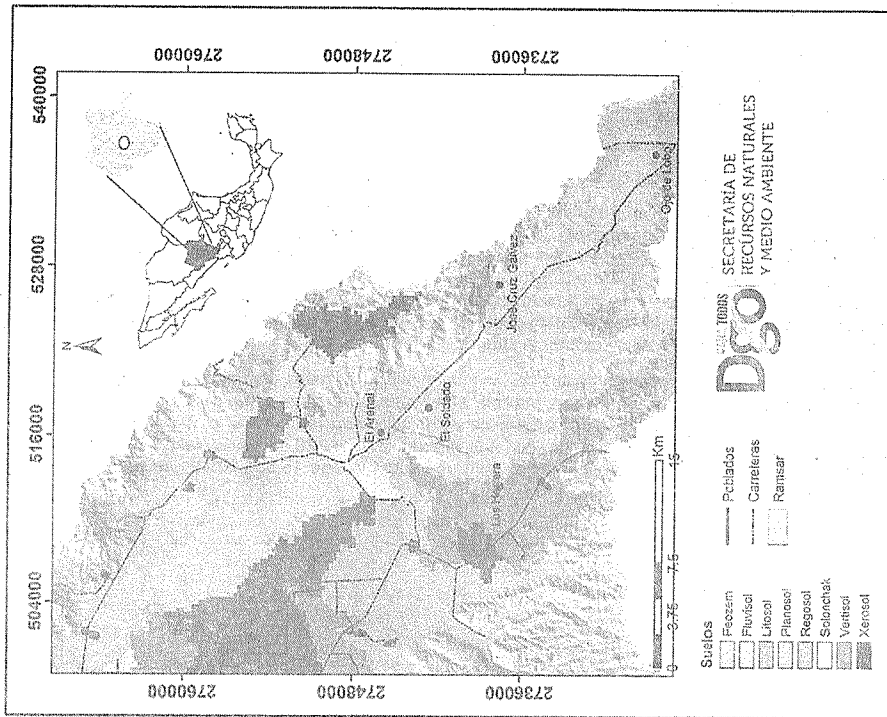 504000
516000
528000
540000
N
2760000
2748000
2736000
2760000
2748000
2736000
El Arenal
El Soldado
José Cruz Gálvez
0 3.75 7.5 15
Km
Suelos
Feozem
Fluvisol
Litosol
Planosol
Regosol
Solonchak
Vertisol
Xerosol
Poblados
Carreteras
Ramsar
TODOS
Dgo
SECRETARÍA DE
RECURSOS NATURALES
Y MEDIO AMBIENTE